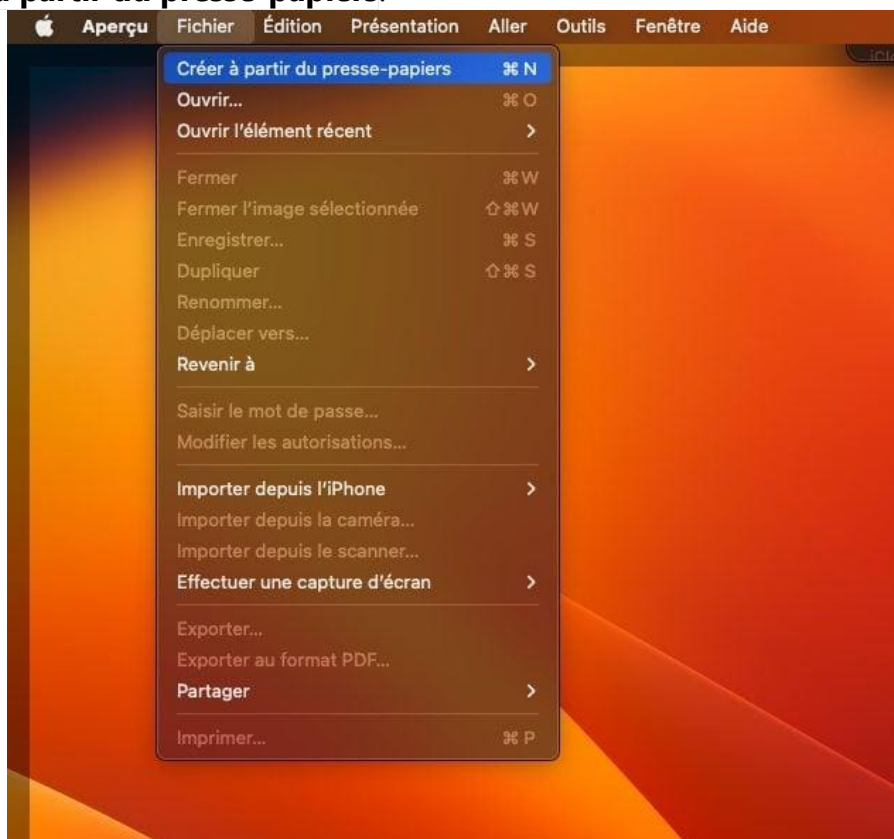 à partir du presse-papiers.
Aperçu Fichier Édition Présentation Aller Outils Fenêtre Aide
Créer à partir du presse-papiers ⌘ N
Ouvrir... ⌘ O
Ouvrir l'élément récent >
Fermer ⌘ W
Fermer l'image sélectionnée ⇧ ⌘ W
Enregistrer... ⌘ S
Dupliquer ⇧ ⌘ S
Renommer...
Déplacer vers...
Revenir à >
Saisir le mot de passe...
Modifier les autorisations...
Importer depuis l'iPhone >
Importer depuis la caméra...
Importer depuis le scanner...
Effectuer une capture d'écran >
Exporter...
Exporter au format PDF...
Partager >
Imprimer... ⌘ P